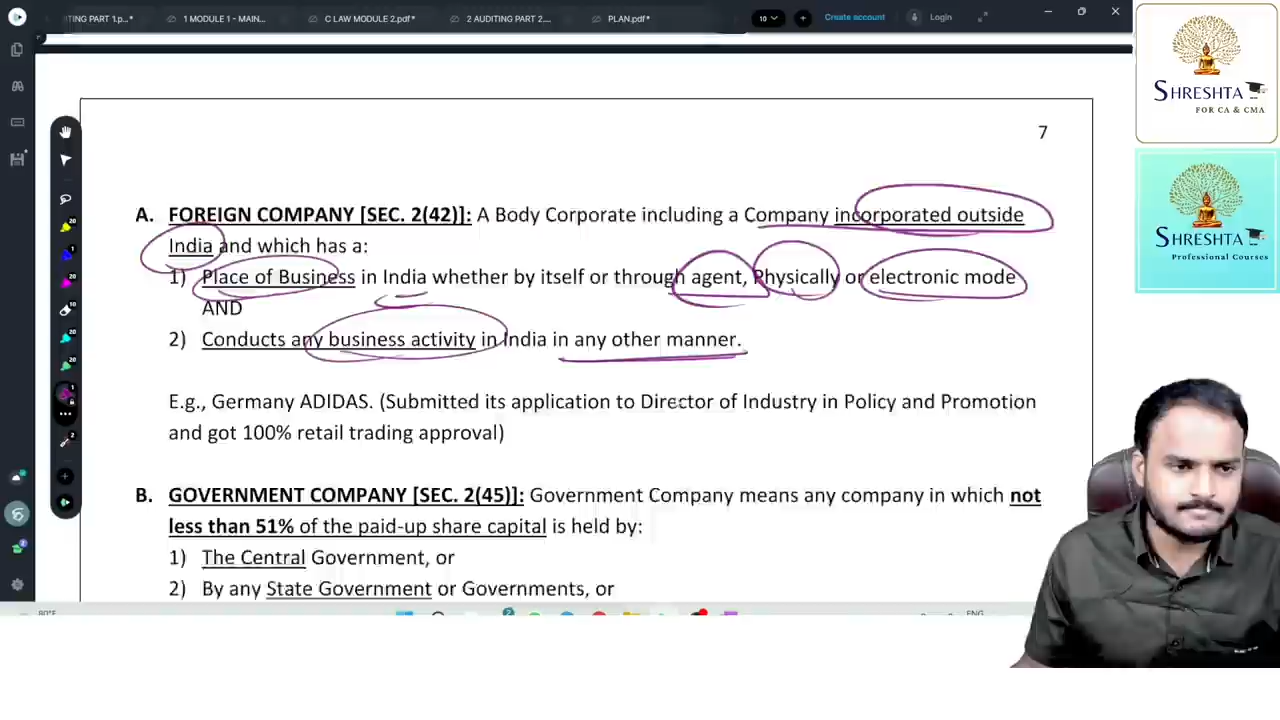 TING PART 1.p...*
1 MODULE 1 - MAIN...
C LAW MODULE 2.pdf*
2 AUDITING PART 2....
PLAN.pdf*
10
Create account
Login
SHRESHTA
FOR CA & CMA
7
A. FOREIGN COMPANY [SEC. 2(42)]: A Body Corporate including a Company incorporated outside
India and which has a:
1) Place of Business in India whether by itself or through agent, Physically or electronic mode
AND
2) Conducts any business activity in India in any other manner.
E.g., Germany ADIDAS. (Submitted its application to Director of Industry in Policy and Promotion
and got 100% retail trading approval)
B. GOVERNMENT COMPANY [SEC. 2(45)]: Government Company means any company in which not
less than 51% of the paid-up share capital is held by:
1) The Central Government, or
2) By any State Government or Governments, or
SHRESHTA
Professional Courses
80°F
ENG